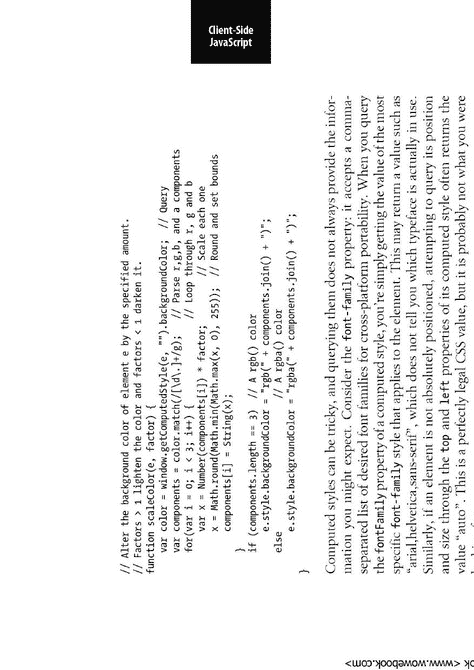 Client-Side
JavaScript
// Alter the background color of element e by the specified amount.
// Factors > 1 lighten the color and factors < 1 darken it.
function scaleColor(e, factor) {
    var color = window.getComputedStyle(e, "").backgroundColor;  // Query
    var components = color.match(/[\d\.]+/g);    // Parse r,g,b, and a components
    for(var i = 0; i < 3; i++) {                 // Loop through r, g and b
        var x = Number(components[i]) * factor;         // Scale each one
        x = Math.round(Math.min(Math.max(x, 0), 255));  // Round and set bounds
        components[i] = String(x);
    }
    if (components.length == 3)  // A rgb() color
        e.style.backgroundColor = "rgb(" + components.join() + ")";
    else                         // A rgba() color
        e.style.backgroundColor = "rgba(" + components.join() + ")";
}
Computed styles can be tricky, and querying them does not always provide the infor-
mation you might expect. Consider the font-family property: it accepts a comma-
separated list of desired font families for cross-platform portability. When you query
the fontFamily property of a computed style, you're simply getting the value of the most
specific font-family style that applies to the element. This may return a value such as
"arial,helvetica,sans-serif", which does not tell you which typeface is actually in use.
Similarly, if an element is not absolutely positioned, attempting to query its position
and size through the top and left properties of its computed style often returns the
value "auto". This is a perfectly legal CSS value, but it is probably not what you were
ok
www.wowebook.com>